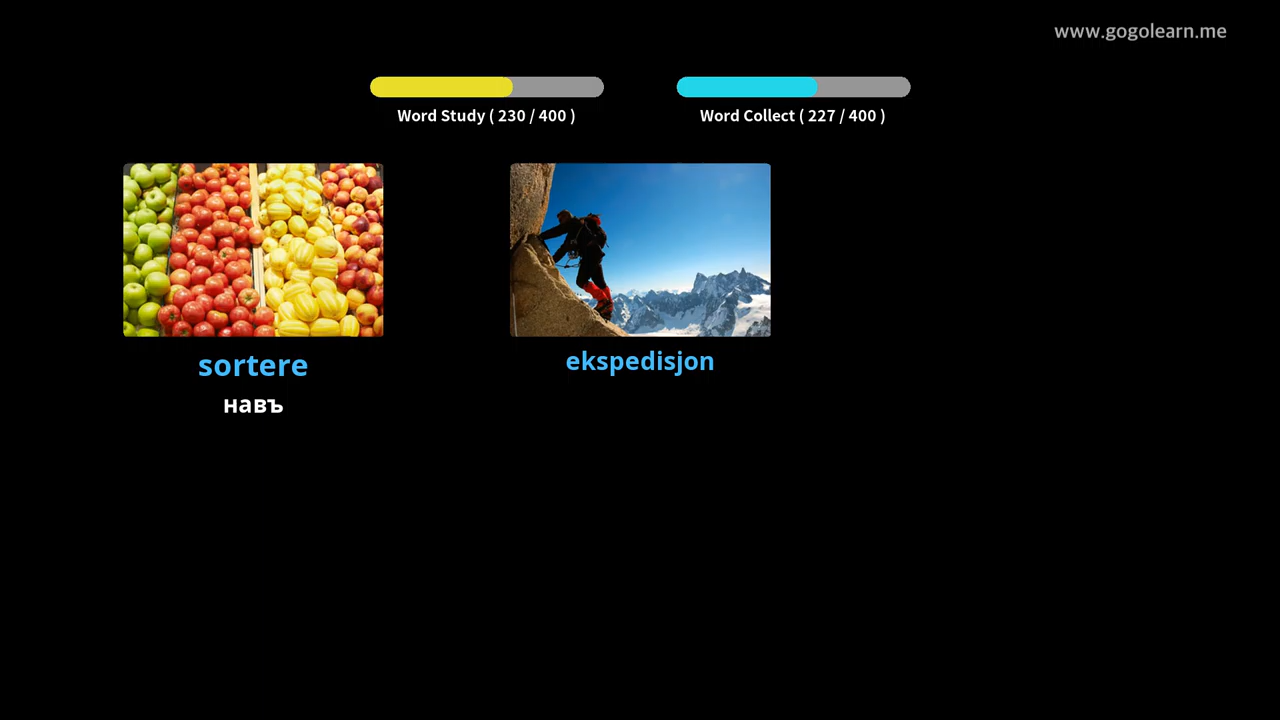 www.gogolearn.me
Word Study ( 230 / 400 )
Word Collect ( 227 / 400 )
sortere
навъ
ekspedisjon